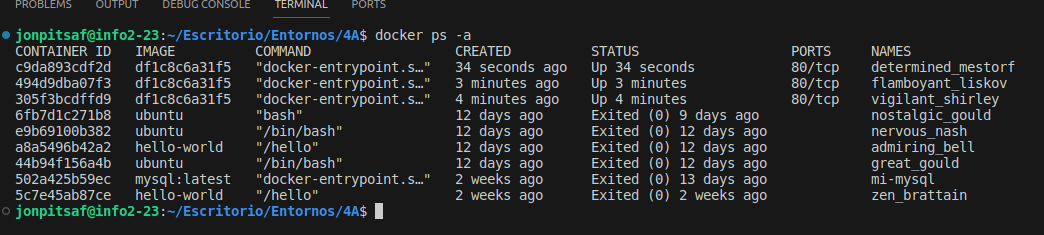 PROBLEMS OUTPUT DEBUG CONSOLE TERMINAL PORTS
jonpitsaf@info2-23:~/Escritorio/Entornos/4A$ docker ps -a
CONTAINER ID IMAGE COMMAND CREATED STATUS PORTS NAMES
c9da893cdf2d df1c8c6a31f5 "docker-entrypoint.s…" 34 seconds ago Up 34 seconds 80/tcp determined_mestorf
494d9dba07f3 df1c8c6a31f5 "docker-entrypoint.s…" 3 minutes ago Up 3 minutes 80/tcp flamboyant_liskov
305f3bcdffd9 df1c8c6a31f5 "docker-entrypoint.s…" 4 minutes ago Up 4 minutes 80/tcp vigilant_shirley
6fb7d1c271b8 ubuntu "bash" 12 days ago Exited (0) 9 days ago nostalgic_gould
e9b69100b382 ubuntu "/bin/bash" 12 days ago Exited (0) 12 days ago nervous_nash
a8a5496b42a2 hello-world "/hello" 12 days ago Exited (0) 12 days ago admiring_bell
44b94f156a4b ubuntu "/bin/bash" 12 days ago Exited (0) 12 days ago great_gould
502a425b59ec mysql:latest "docker-entrypoint.s…" 2 weeks ago Exited (0) 13 days ago mi-mysql
5c7e45ab87ce hello-world "/hello" 2 weeks ago Exited (0) 2 weeks ago zen_brattain
jonpitsaf@info2-23:~/Escritorio/Entornos/4A$